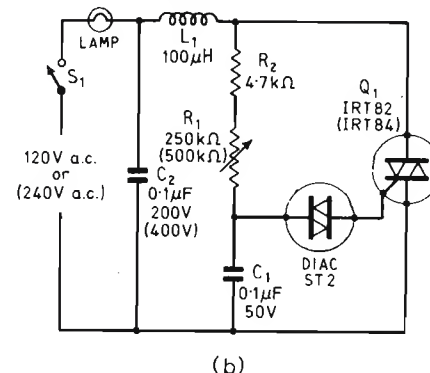 LAMP
S1
L1
100μH
R2
4·7kΩ
Q1
IRT82
(IRT84)
R1
250kΩ
(500kΩ)
120V a.c.
or
(240V a.c.)
C2
0·1μF
200V
(400V)
DIAC
ST2
C1
0·1μF
50V
(b)